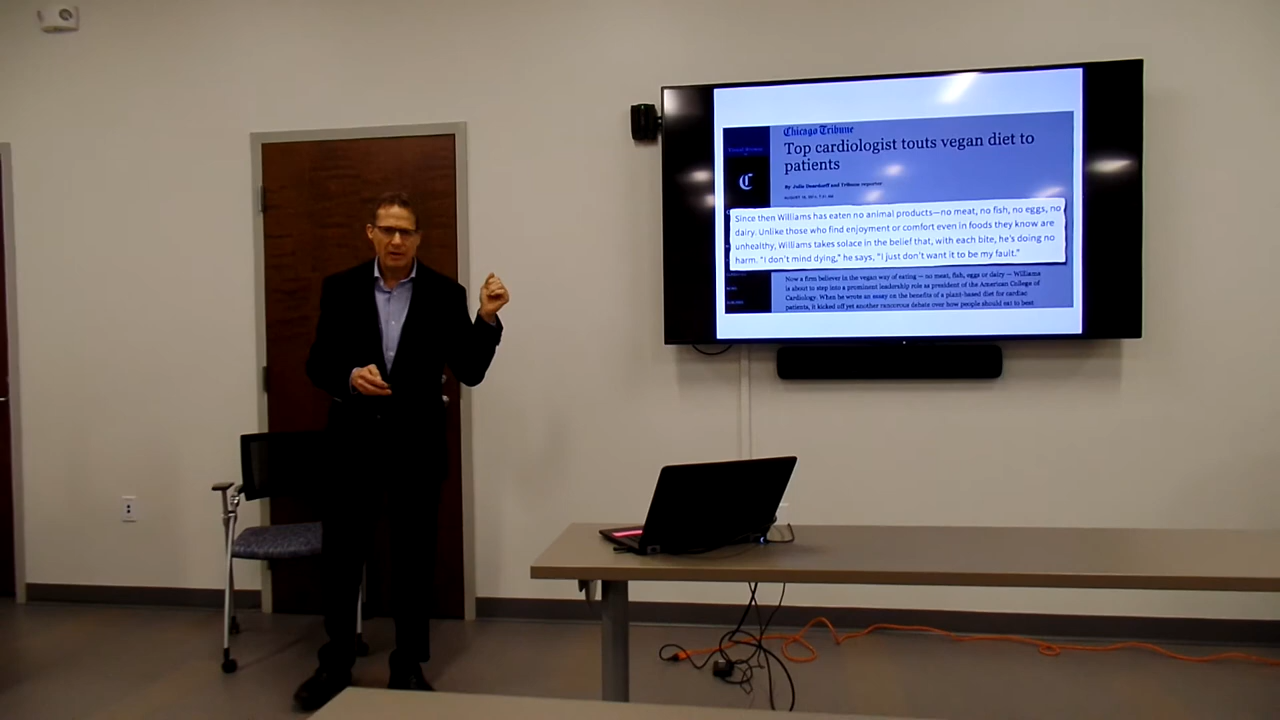 Chicago Tribune
Top cardiologist touts vegan diet to
patients
By Julie Deardorff and Tribune reporter
C
Since then Williams has eaten no animal products—no meat, no fish, no eggs, no
dairy. Unlike those who find enjoyment or comfort even in foods they know are
unhealthy, Williams takes solace in the belief that, with each bite, he's doing no
harm. "I don't mind dying," he says, "I just don't want it to be my fault."
Now a firm believer in the vegan way of eating — no meat, fish, eggs or dairy — Williams
is about to step into a prominent leadership role as president of the American College of
Cardiology. When he wrote an essay on the benefits of a plant-based diet for cardiac
patients, it kicked off yet another rancorous debate over how people should eat to best